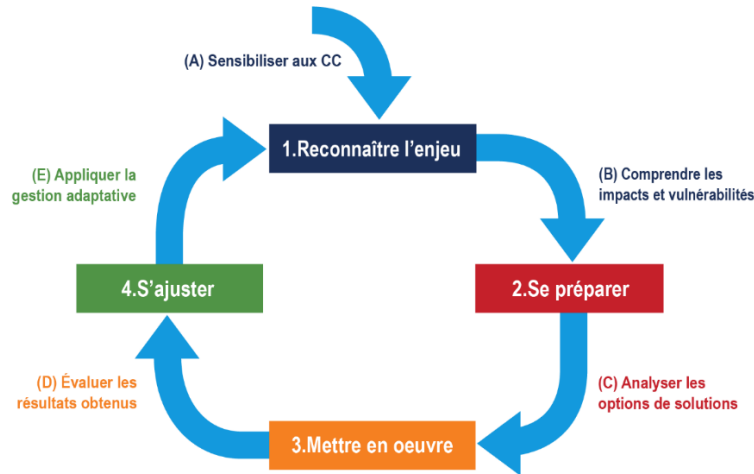 (A) Sensibiliser aux CC
1.Reconnaître l'enjeu
(E) Appliquer la
gestion adaptative
(B) Comprendre les
impacts et vulnérabilités
4.S'ajuster
2.Se préparer
(D) Évaluer les
résultats obtenus
(C) Analyser les
options de solutions
3.Mettre en oeuvre